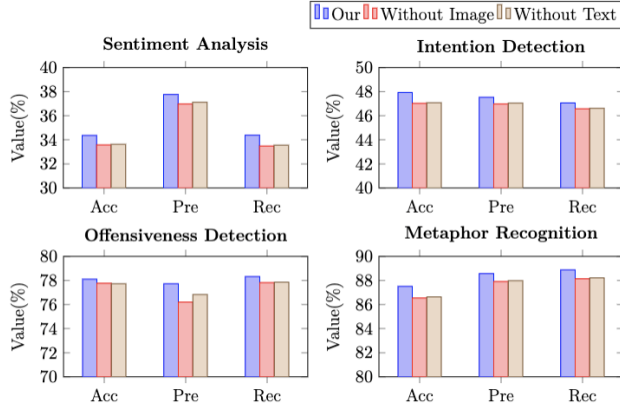 Our Without Image Without Text
Sentiment Analysis
Value(%)
40
38
36
34
32
30
Acc Pre Rec
Intention Detection
Value(%)
50
48
46
44
42
40
Acc Pre Rec
Offensiveness Detection
Value(%)
80
78
76
74
72
70
Acc Pre Rec
Metaphor Recognition
Value(%)
90
88
86
84
82
80
Acc Pre Rec